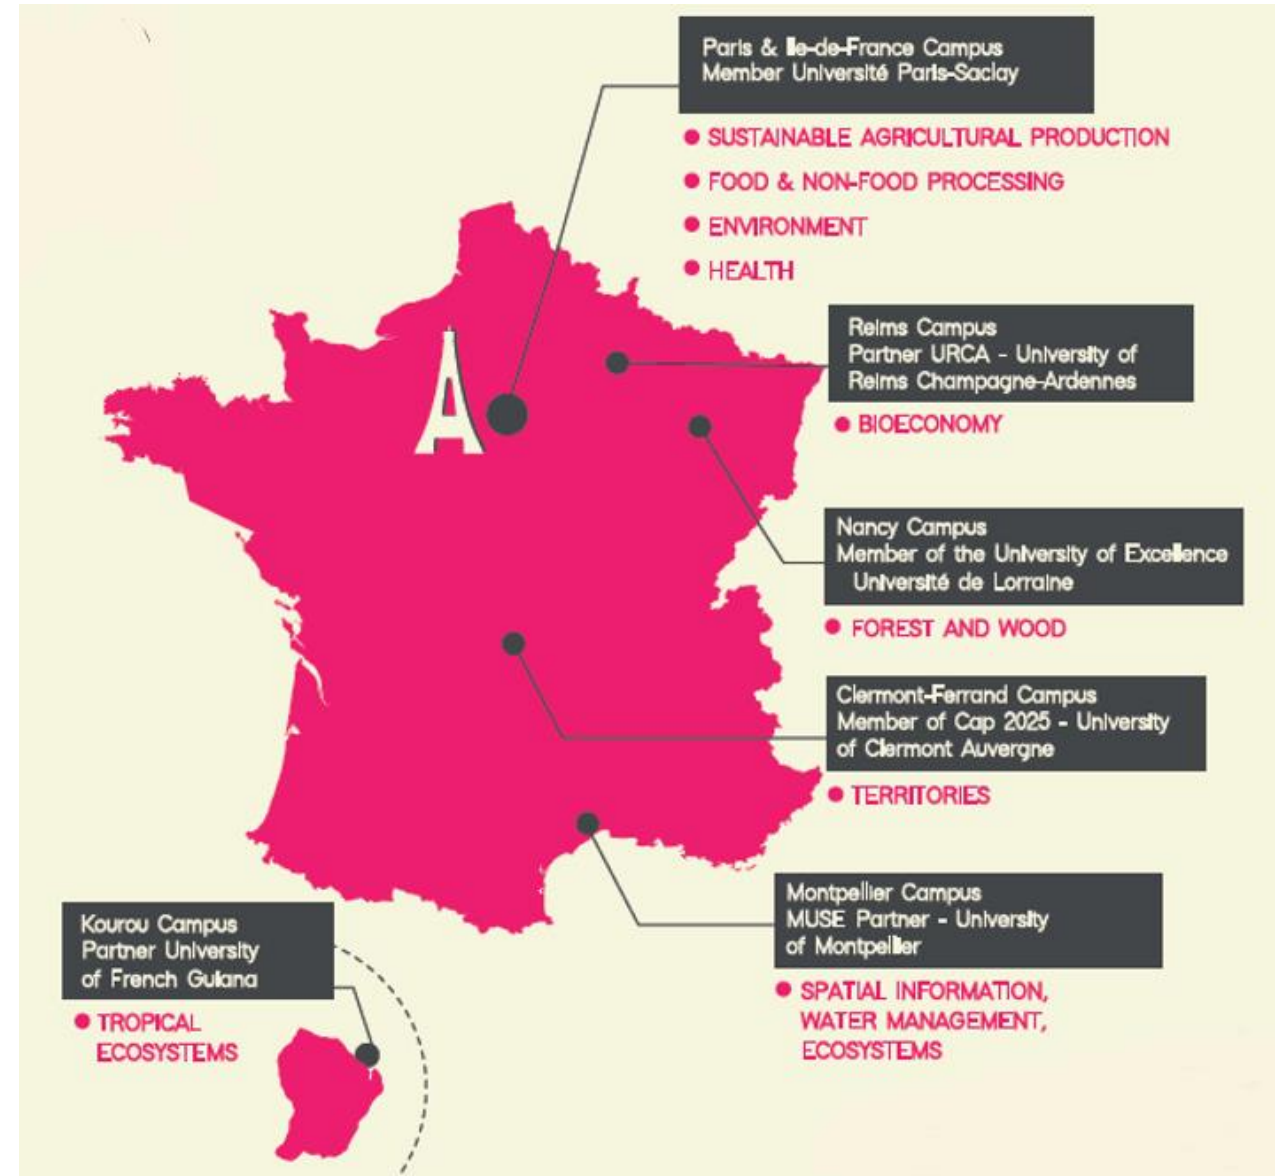 Paris & Ile-de-France Campus
Member Université Paris-Saclay
SUSTAINABLE AGRICULTURAL PRODUCTION
FOOD & NON-FOOD PROCESSING
ENVIRONMENT
HEALTH
Reims Campus
Partner URCA - University of
Reims Champagne-Ardennes
BIOECONOMY
Nancy Campus
Member of the University of Excellence
Université de Lorraine
FOREST AND WOOD
Clermont-Ferrand Campus
Member of Cap 2025 - University
of Clermont Auvergne
TERRITORIES
Montpellier Campus
MUSE Partner - University
of Montpellier
SPATIAL INFORMATION,
WATER MANAGEMENT,
ECOSYSTEMS
Kourou Campus
Partner University
of French Guiana
TROPICAL
ECOSYSTEMS